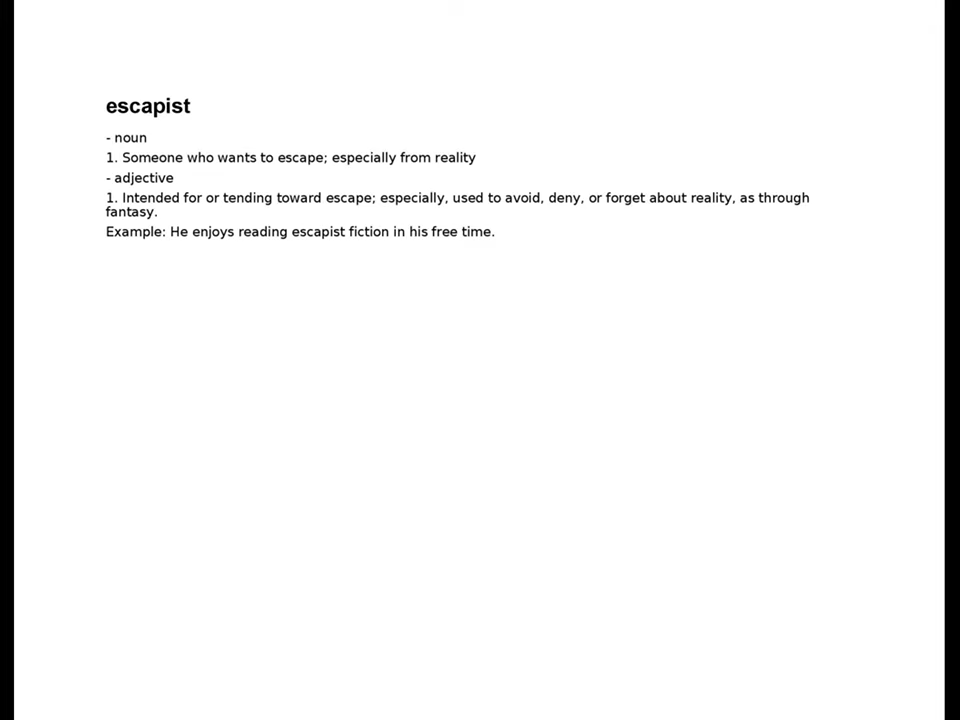 escapist
- noun
1. Someone who wants to escape; especially from reality
- adjective
1. Intended for or tending toward escape; especially, used to avoid, deny, or forget about reality, as through
fantasy.
Example: He enjoys reading escapist fiction in his free time.